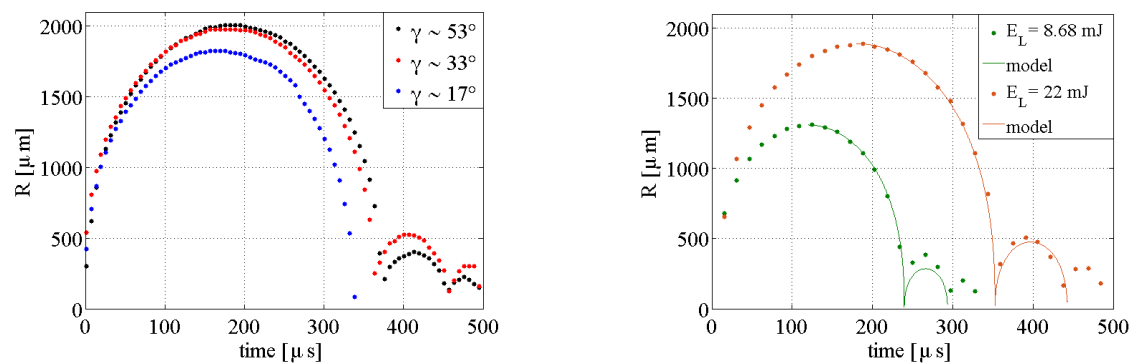 2000
1500
1000
500
0
R [μ m]
0 100 200 300 400 500
time [μ s]
γ ~ 53°
γ ~ 33°
γ ~ 17°
2000
1500
1000
500
0
R [μ m]
0 100 200 300 400 500
time [μ s]
E_L = 8.68 mJ
model
E_L = 22 mJ
model